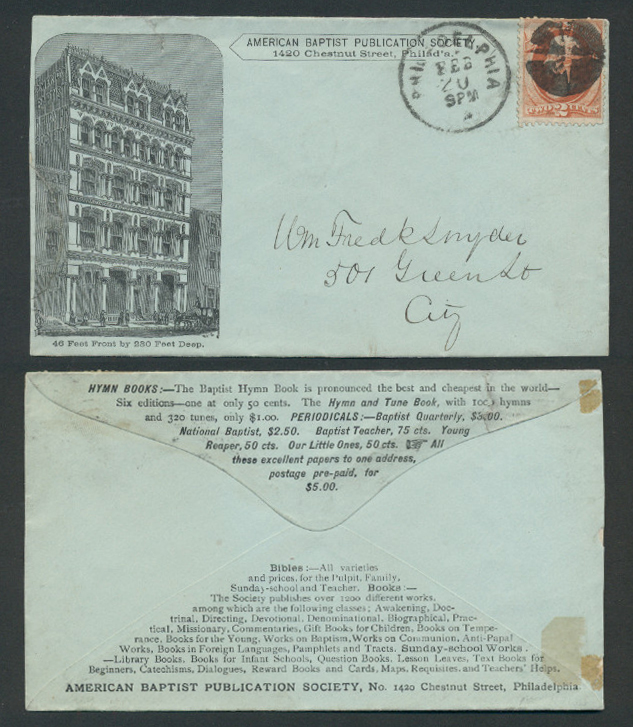 AMERICAN BAPTIST PUBLICATION SOCIETY,
1420 Chestnut Street, Philad'a.
PHILADELPHIA
FEB
20
9PM
TWO 2 CENTS
Wm Fredk Snyder
501 Green St
City
46 Feet Front by 230 Feet Deep.
HYMN BOOKS:—The Baptist Hymn Book is pronounced the best and cheapest in the world—
Six editions—one at only 50 cents. The Hymn and Tune Book, with 1000 hymns
and 320 tunes, only $1.00. PERIODICALS:—Baptist Quarterly, $3.00.
National Baptist, $2.50. Baptist Teacher, 75 cts. Young
Reaper, 50 cts. Our Little Ones, 50 cts. ☞ All
these excellent papers to one address,
postage pre-paid, for
$5.00.
Bibles:—All varieties
and prices, for the Pulpit, Family,
Sunday-school and Teacher. Books:—
The Society publishes over 1200 different works,
among which are the following classes; Awakening, Doc-
trinal, Directing, Devotional, Denominational, Biographical, Prac-
tical, Missionary, Commentaries, Gift Books for Children, Books on Tempe-
rance, Books for the Young, Works on Baptism, Works on Communion, Anti-Papal
Works, Books in Foreign Languages, Pamphlets and Tracts. Sunday-school Works.
—Library Books, Books for Infant Schools, Question Books, Lesson Leaves, Text Books for
Beginners, Catechisms, Dialogues, Reward Books and Cards, Maps, Requisites, and Teachers' Helps.
AMERICAN BAPTIST PUBLICATION SOCIETY, No. 1420 Chestnut Street, Philadelphia.